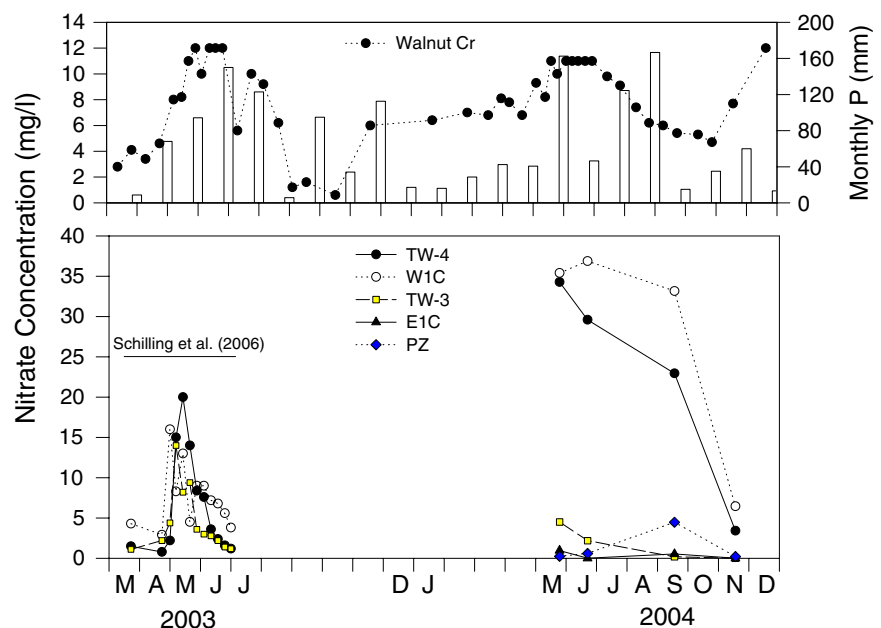 14
12
10
8
6
4
2
0
200
160
120
80
40
0
Walnut Cr
Monthly P (mm)
Nitrate Concentration (mg/l)
40
35
30
25
20
15
10
5
0
TW-4
W1C
TW-3
E1C
PZ
Schilling et al. (2006)
M A M J J D J M J J A S O N D
2003 2004